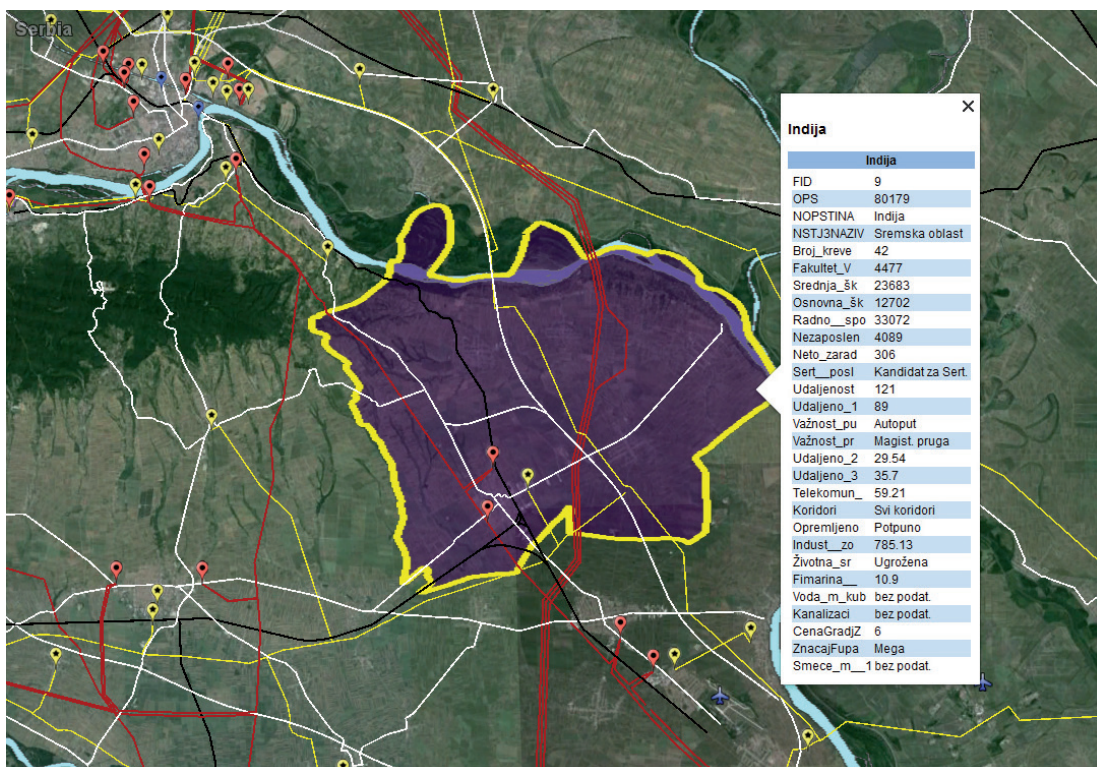 Serbia
Indija
Indija
FID 9
OPS 80179
NOPSTINA Indija
NSTJ3NAZIV Sremska oblast
Broj_kreve 42
Fakultet_V 4477
Srednja_šk 23683
Osnovna_šk 12702
Radno__spo 33072
Nezaposlen 4089
Neto_zarad 306
Sert__posl Kandidat za Sert.
Udaljenost 121
Udaljeno_1 89
Važnost_pu Autoput
Važnost_pr Magist. pruga
Udaljeno_2 29.54
Udaljeno_3 35.7
Telekomun_ 59.21
Koridori Svi koridori
Opremljeno Potpuno
Indust__zo 785.13
Životna_sr Ugrožena
Fimarina__ 10.9
Voda_m_kub bez podat.
Kanalizaci bez podat.
CenaGradjZ 6
ZnacajFupa Mega
Smece_m__1 bez podat.